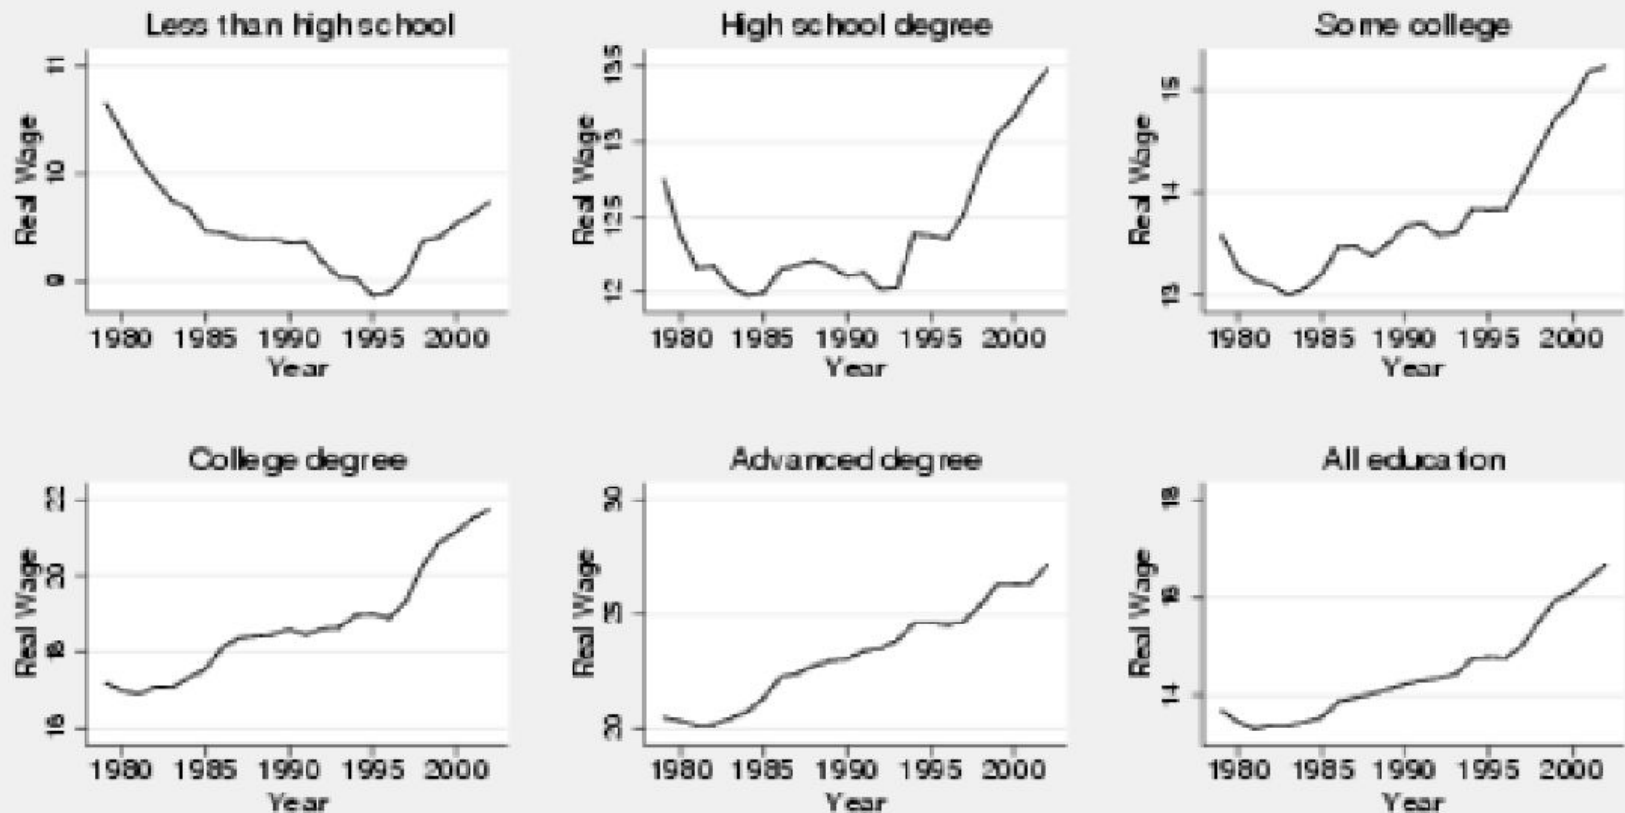 Less than high school
High school degree
Some college
Real Wage
11
10
9
1980 1985 1990 1995 2000
Year
Real Wage
13.5
13
12.5
12
1980 1985 1990 1995 2000
Year
Real Wage
15
14
13
1980 1985 1990 1995 2000
Year
College degree
Advanced degree
All education
Real Wage
22
20
18
16
1980 1985 1990 1995 2000
Year
Real Wage
30
25
20
1980 1985 1990 1995 2000
Year
Real Wage
18
16
14
1980 1985 1990 1995 2000
Year